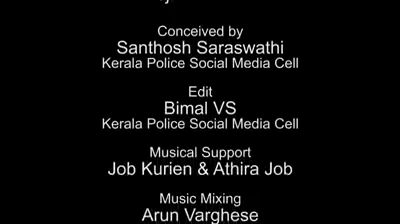 Conceived by
Santhosh Saraswathi
Kerala Police Social Media Cell
Edit
Bimal VS
Kerala Police Social Media Cell
Musical Support
Job Kurien & Athira Job
Music Mixing
Arun Varghese